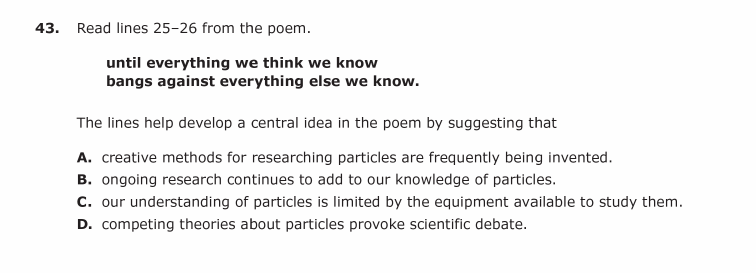 43. Read lines 25–26 from the poem.
until everything we think we know
bangs against everything else we know.
The lines help develop a central idea in the poem by suggesting that
A. creative methods for researching particles are frequently being invented.
B. ongoing research continues to add to our knowledge of particles.
C. our understanding of particles is limited by the equipment available to study them.
D. competing theories about particles provoke scientific debate.